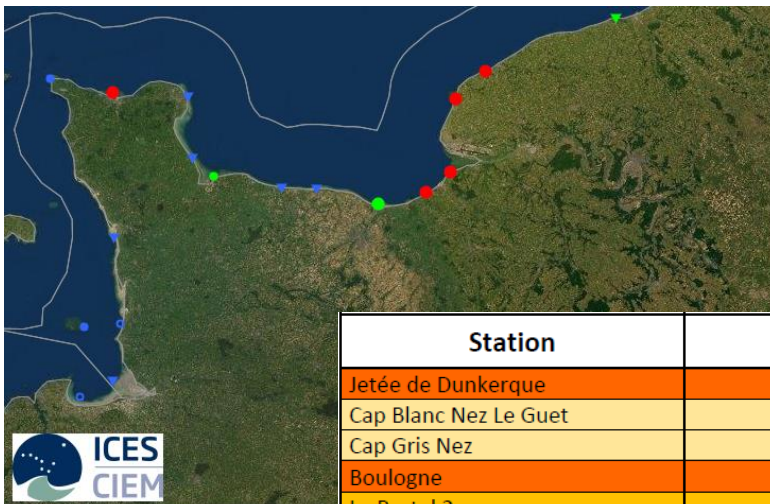 Station
Jetée de Dunkerque
Cap Blanc Nez Le Guet
Cap Gris Nez
Boulogne
ICES
CIEM